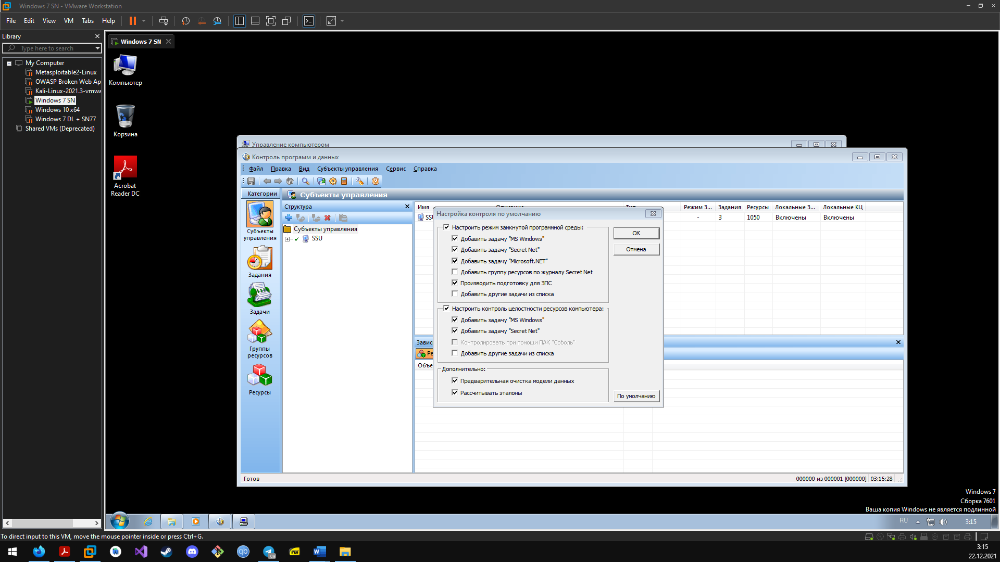 Windows 7 SN - VMware Workstation
File Edit View VM Tabs Help
Library
Type here to search
My Computer
Metasploitable2-Linux
OWASP Broken Web Ap
Kali-Linux-2021.3-vmwa
Windows 7 SN
Windows 10 x64
Windows 7 DL + SN77
Shared VMs (Deprecated)
Windows 7 SN
Компьютер
Корзина
Acrobat
Reader DC
Управление компьютером
Контроль программ и данных
Файл Правка Вид Субъекты управления Сервис Справка
Категории
Субъекты
управления
Задания
Задачи
Группы
ресурсов
Ресурсы
Субъекты управления
Структура
Субъекты управления
SSU
Имя Режим З... Задания Ресурсы Локальные З... Локальные КЦ
SSU - 3 1050 Включены Включены
Настройка контроля по умолчанию
Настроить режим замкнутой программной среды:
Добавить задачу "MS Windows"
Добавить задачу "Secret Net"
Добавить задачу "Microsoft.NET"
Добавить группу ресурсов по журналу Secret Net
Производить подготовку для ЗПС
Добавить другие задачи из списка
Настроить контроль целостности ресурсов компьютера:
Добавить задачу "MS Windows"
Добавить задачу "Secret Net"
Контролировать при помощи ПАК "Соболь"
Добавить другие задачи из списка
Дополнительно:
Предварительная очистка модели данных
Рассчитывать эталоны
OK
Отмена
По умолчанию
Завис
Ре
Объе
Готов
000000 из 000001 [000000] 03:15:28
Windows 7
Сборка 7601
Ваша копия Windows не является подлинной
RU 3:15
To direct input to this VM, move the mouse pointer inside or press Ctrl+G.
qb
.09
PDF
W
3:15
22.12.2021